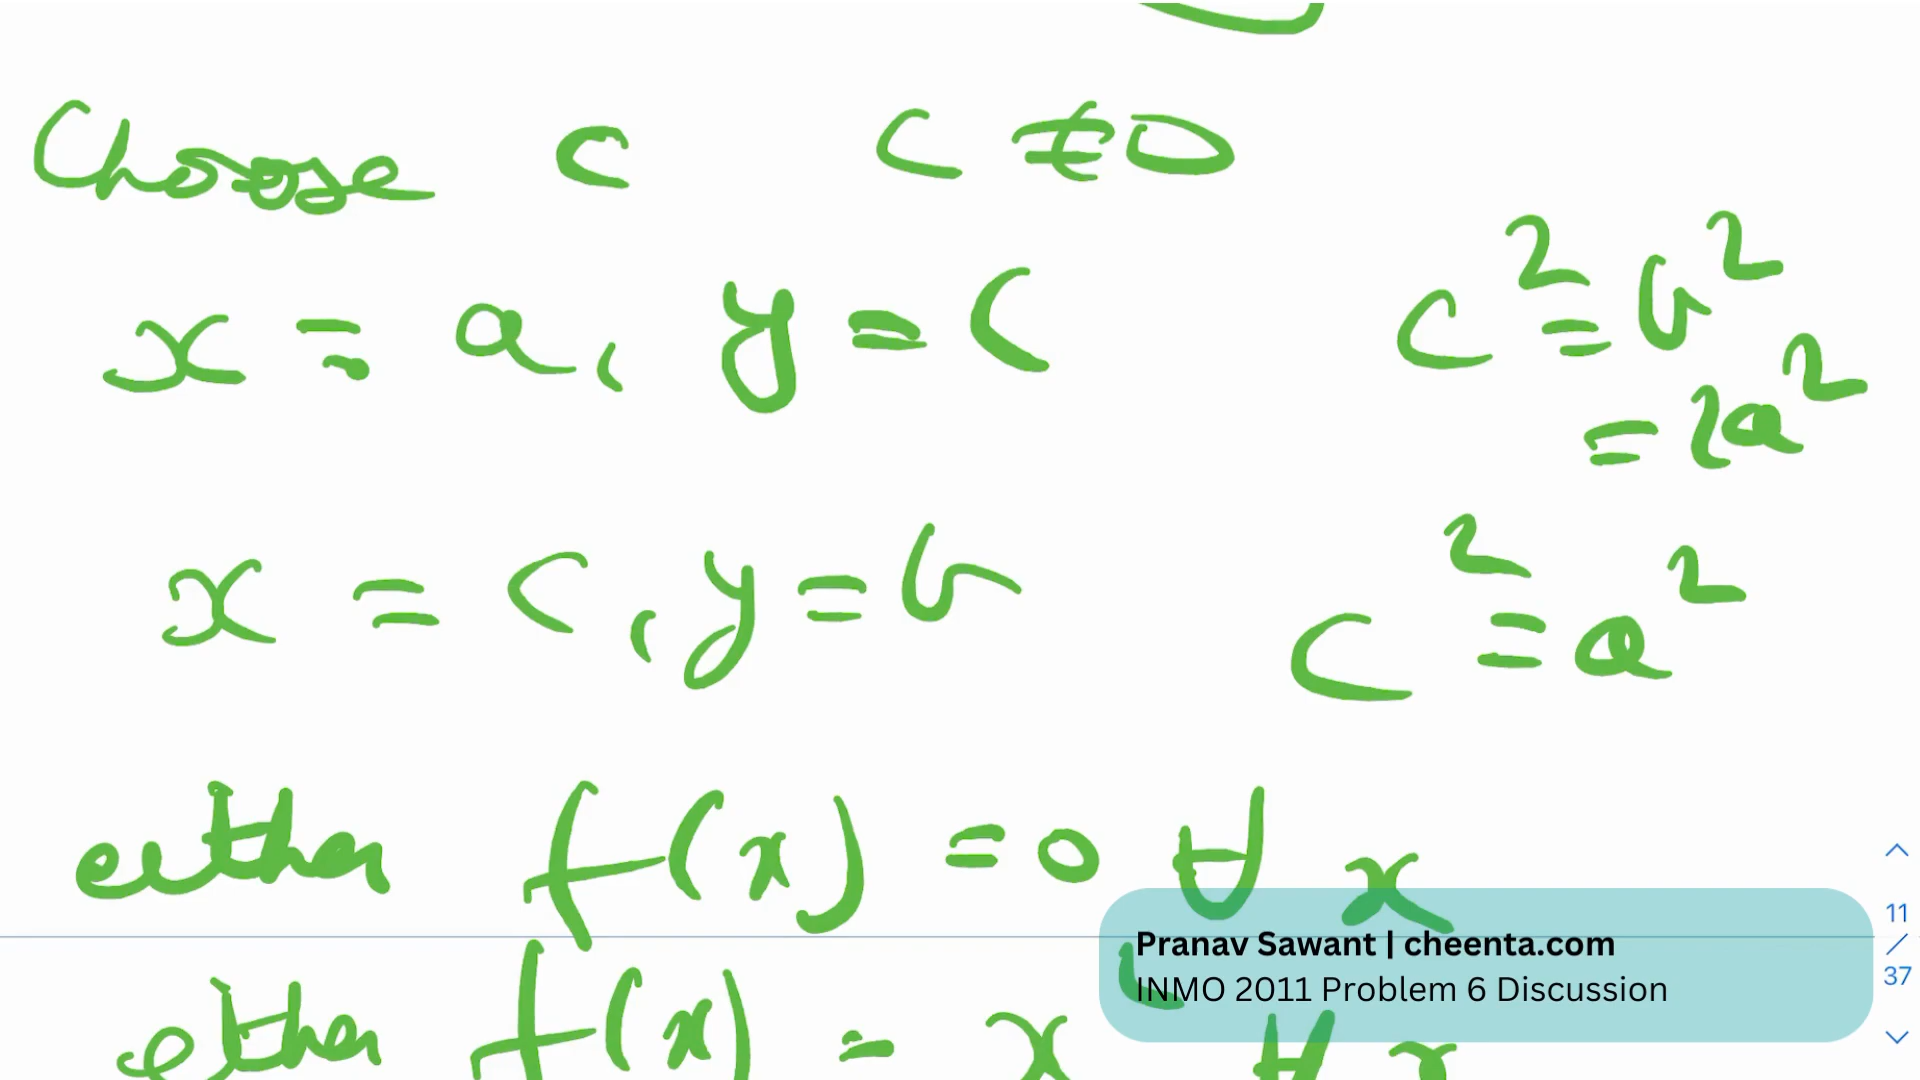 Choose c c ≠ 0
x = a, y = c c² = b²
= 2a²
x = c, y = b c² = a²
either f(x) = 0 ∀ x
either f(x) = x ∀ x
Pranav Sawant | cheenta.com
INMO 2011 Problem 6 Discussion
11
/
37